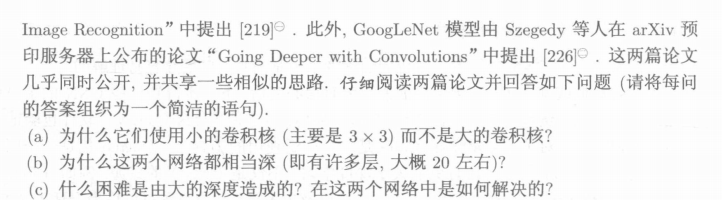 Image Recognition”中提出 [219]⊖ . 此外, GoogLeNet 模型由 Szegedy 等人在 arXiv 预
印服务器上公布的论文“Going Deeper with Convolutions”中提出 [226]⊖ . 这两篇论文
几乎同时公开, 并共享一些相似的思路. 仔细阅读两篇论文并回答如下问题 (请将每问
的答案组织为一个简洁的语句).
(a) 为什么它们使用小的卷积核 (主要是 3 × 3) 而不是大的卷积核?
(b) 为什么这两个网络都相当深 (即有许多层, 大概 20 左右)?
(c) 什么困难是由大的深度造成的? 在这两个网络中是如何解决的?